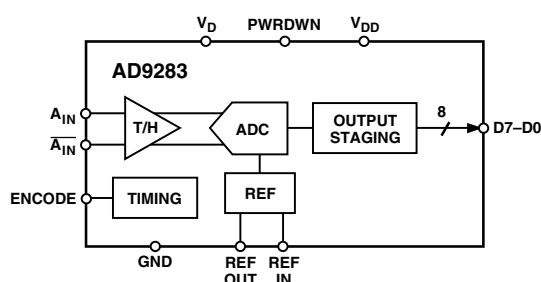 V_D PWRDWN V_DD
AD9283
A_IN
T/H
ADC
OUTPUT
STAGING
8
D7–D0
A̅_I̅N̅
ENCODE
TIMING
REF
GND
REF
OUT
REF
IN